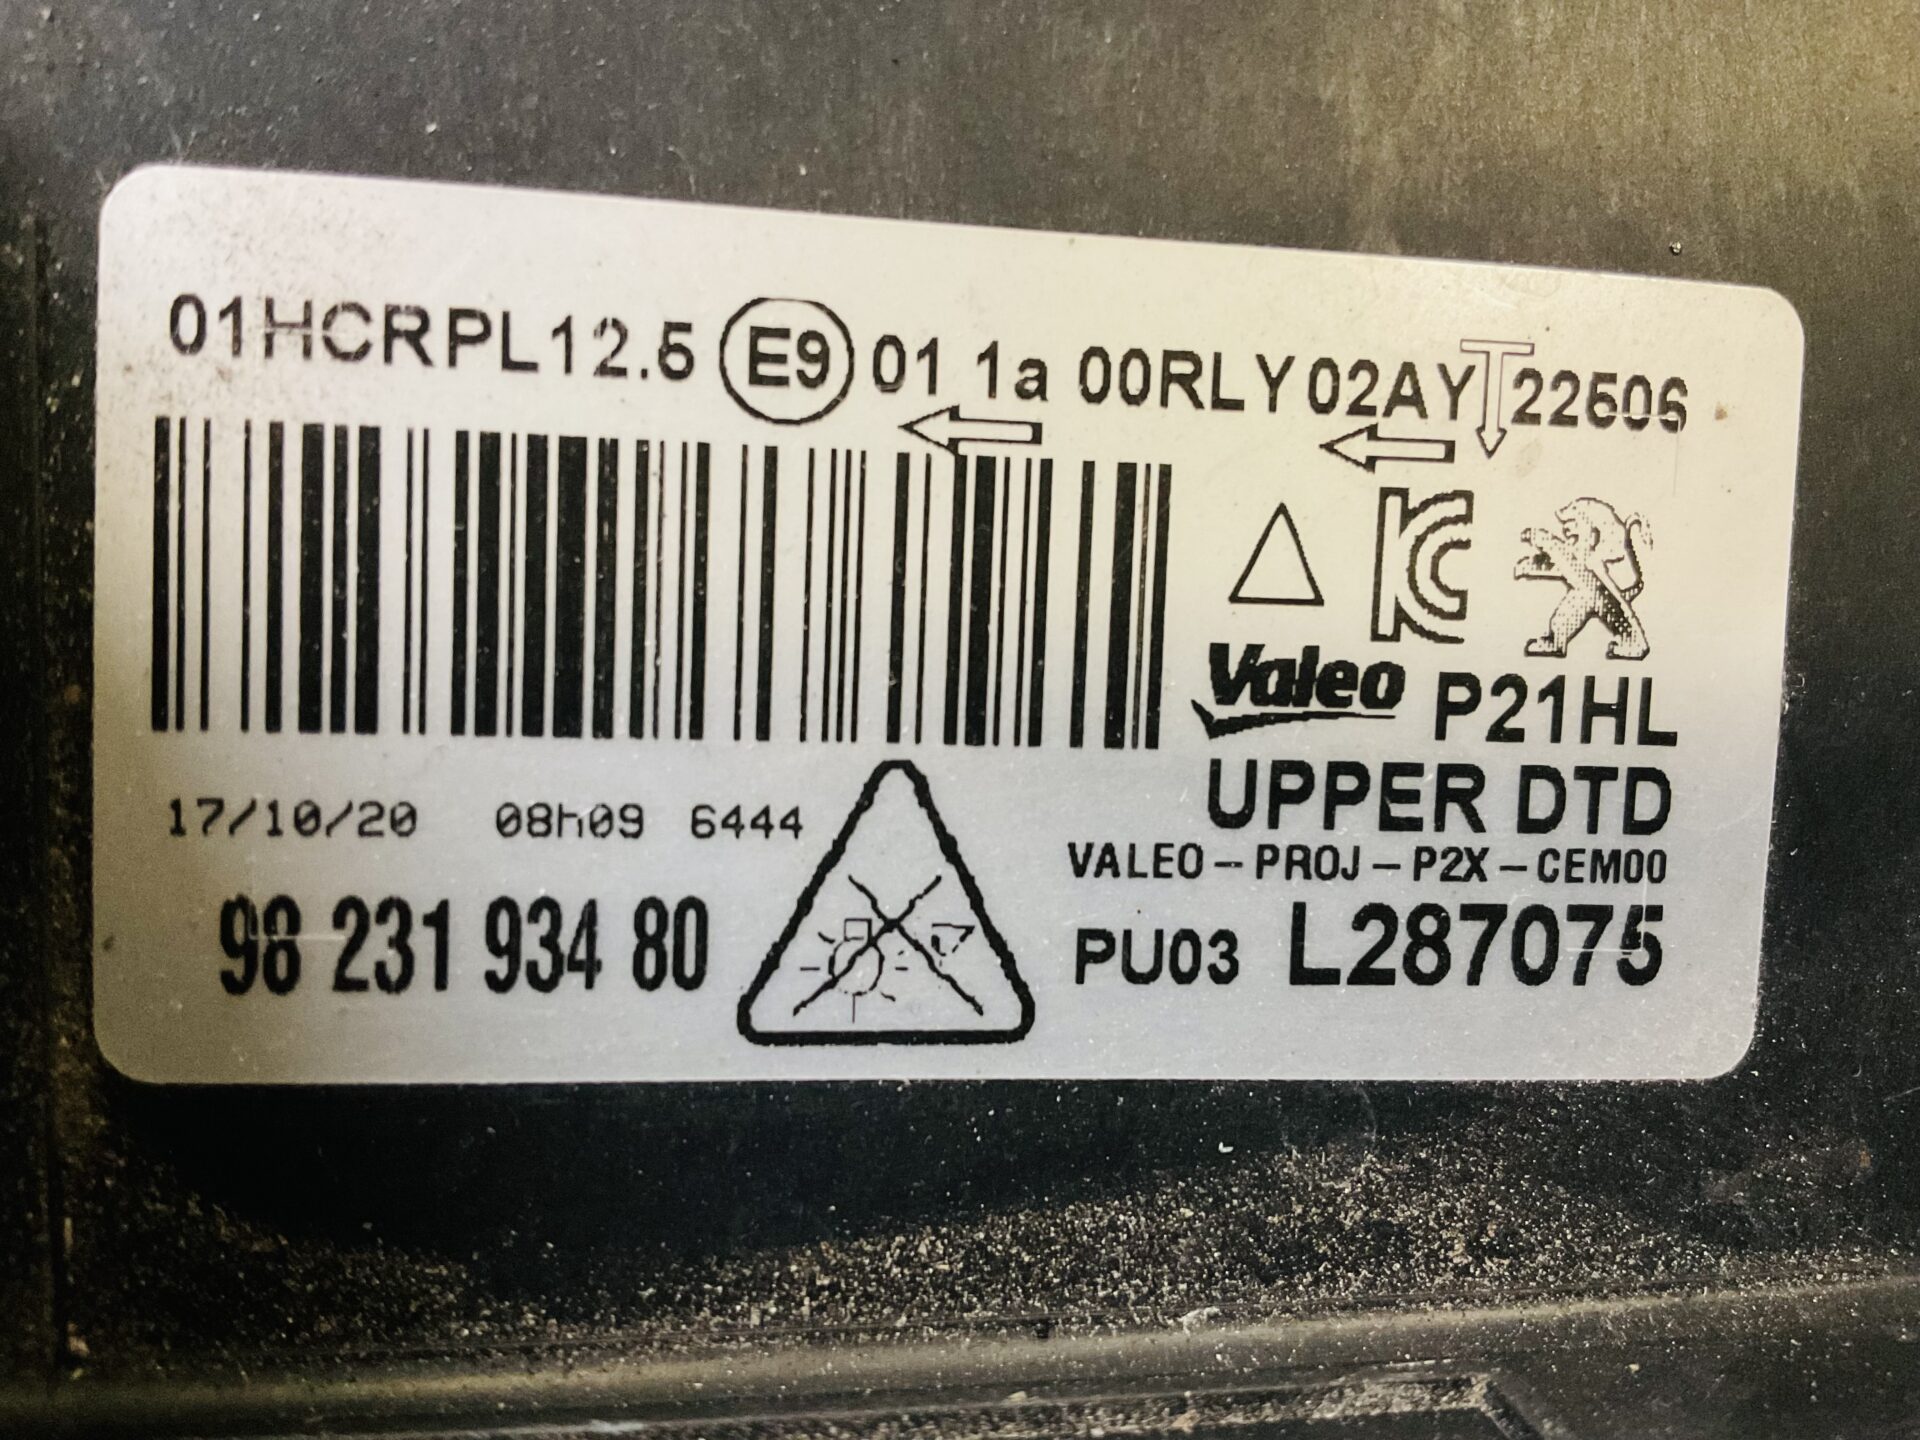 01HCRPL12.5 E9 01 1a 00RLY02AY 22506
KC
Valeo P21HL
UPPER DTD
17/10/20 08h09 6444
VALEO-PROJ-P2X-CEM00
98 231 934 80
PU03 L287075